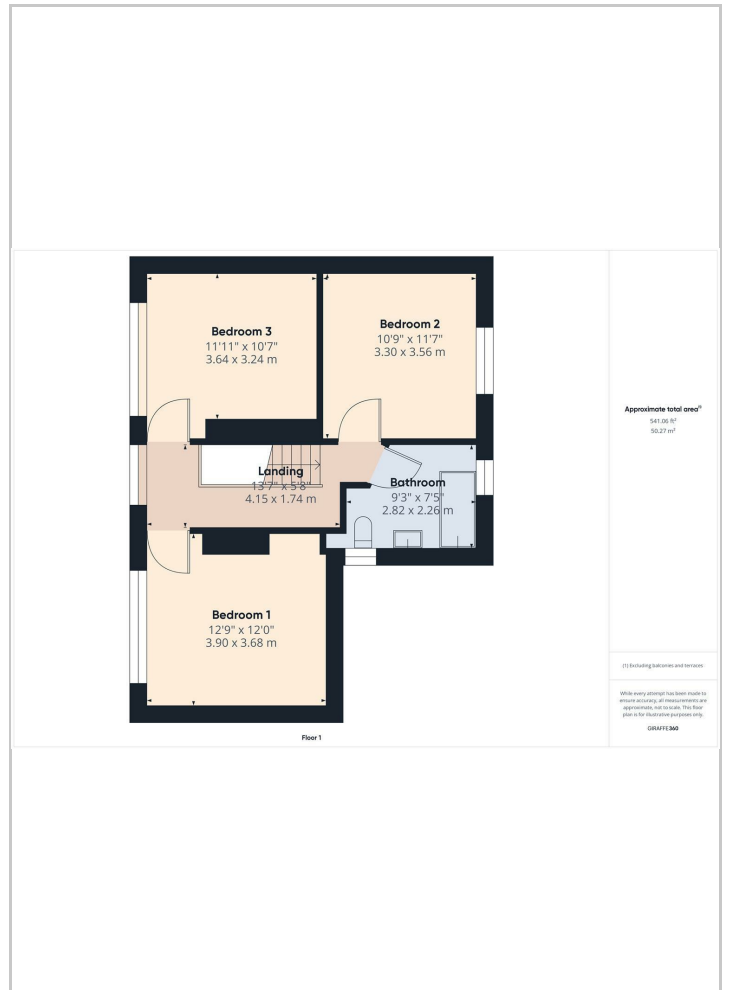 Bedroom 3
11'11" x 10'7"
3.64 x 3.24 m
Bedroom 2
10'9" x 11'7"
3.30 x 3.56 m
Landing
13'7" x 5'8"
4.15 x 1.74 m
Bathroom
9'3" x 7'5"
2.82 x 2.26 m
Bedroom 1
12'9" x 12'0"
3.90 x 3.68 m
Floor 1
Approximate total area⁽¹⁾
541.06 ft²
50.27 m²
(1) Excluding balconies and terraces
While every attempt has been made to
ensure accuracy, all measurements are
approximate, not to scale. This floor
plan is for illustrative purposes only.
GIRAFFE360